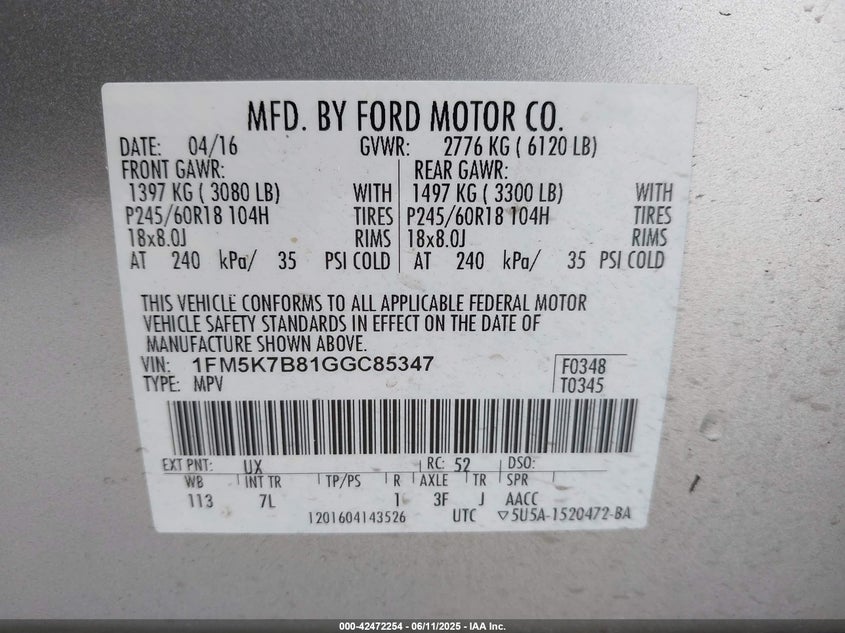 MFD. BY FORD MOTOR CO.
DATE: 04/16 GVWR: 2776 KG ( 6120 LB)
FRONT GAWR: REAR GAWR:
1397 KG ( 3080 LB) WITH 1497 KG ( 3300 LB) WITH
P245/60R18 104H TIRES P245/60R18 104H TIRES
18x8.0J RIMS 18x8.0J RIMS
AT 240 kPa/ 35 PSI COLD AT 240 kPa/ 35 PSI COLD
THIS VEHICLE CONFORMS TO ALL APPLICABLE FEDERAL MOTOR
VEHICLE SAFETY STANDARDS IN EFFECT ON THE DATE OF
MANUFACTURE SHOWN ABOVE.
VIN: 1FM5K7B81GGC85347 F0348
TYPE: MPV T0345
EXT PNT: UX RC: 52 DSO:
WB INT TR TP/PS R AXLE TR SPR
113 7L 1 3F J AACC
1201604143526 UTC ▽5U5A-1520472-BA
000-42472254 - 06/11/2025 - IAA Inc.